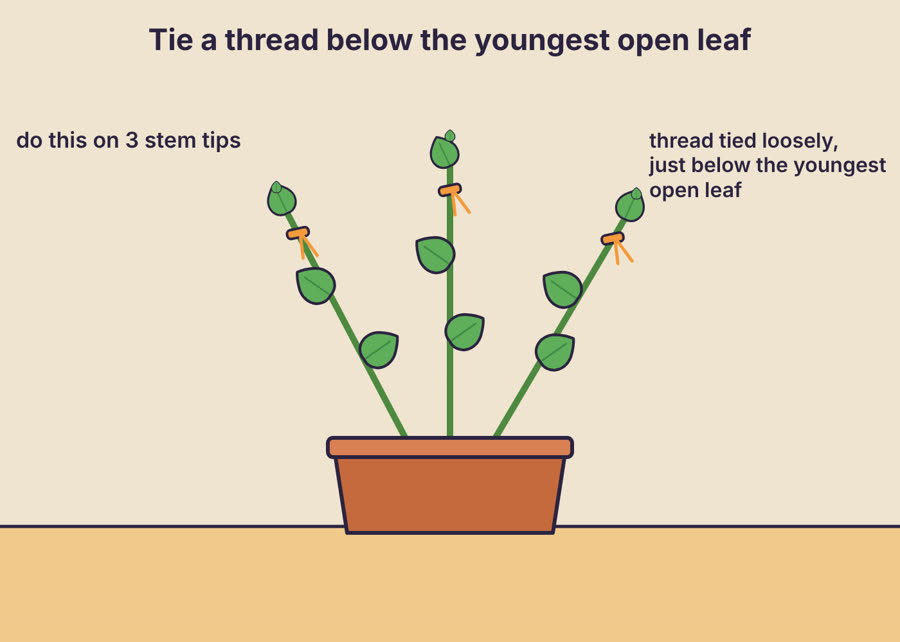 Tie a thread below the youngest open leaf
do this on 3 stem tips
thread tied loosely,
just below the youngest
open leaf